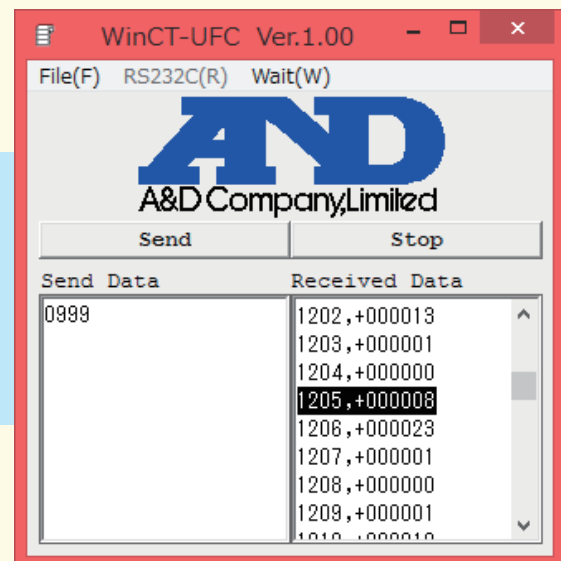 WinCT-UFC Ver.1.00
File(F) RS232C(R) Wait(W)
AND
A&D Company,Limited
Send Stop
Send Data Received Data
0999
1202,+000013
1203,+000001
1204,+000000
1205,+000008
1206,+000023
1207,+000001
1208,+000000
1209,+000001